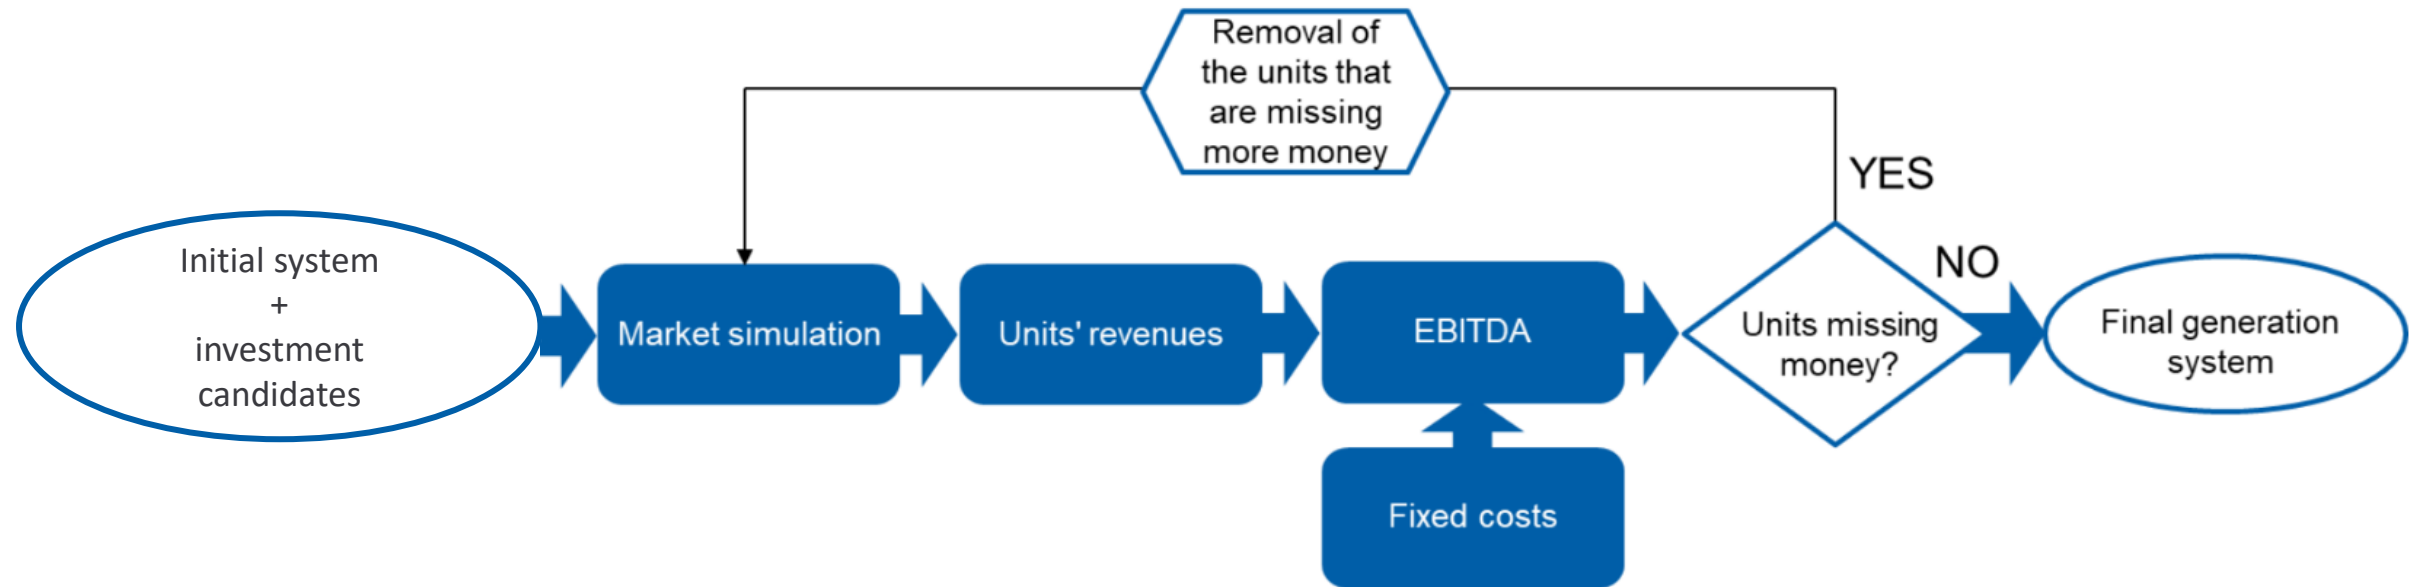 Removal of
the units that
are missing
more money
YES
Initial system
+
investment
candidates
Market simulation
Units' revenues
EBITDA
Units missing
money?
NO
Final generation
system
Fixed costs